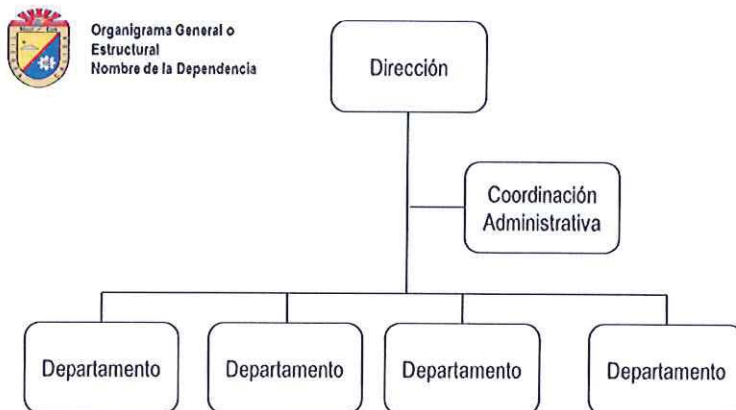 Organigrama General o
Estructural
Nombre de la Dependencia
Dirección
Coordinación
Administrativa
Departamento
Departamento
Departamento
Departamento